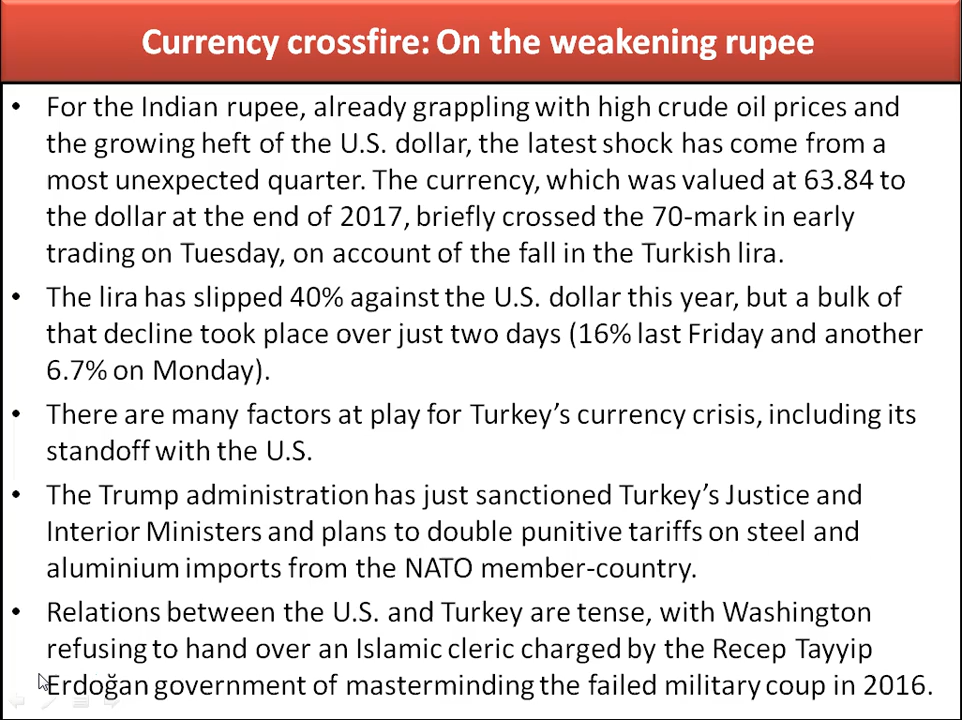 Currency crossfire: On the weakening rupee
• For the Indian rupee, already grappling with high crude oil prices and
the growing heft of the U.S. dollar, the latest shock has come from a
most unexpected quarter. The currency, which was valued at 63.84 to
the dollar at the end of 2017, briefly crossed the 70-mark in early
trading on Tuesday, on account of the fall in the Turkish lira.
• The lira has slipped 40% against the U.S. dollar this year, but a bulk of
that decline took place over just two days (16% last Friday and another
6.7% on Monday).
• There are many factors at play for Turkey’s currency crisis, including its
standoff with the U.S.
• The Trump administration has just sanctioned Turkey’s Justice and
Interior Ministers and plans to double punitive tariffs on steel and
aluminium imports from the NATO member-country.
• Relations between the U.S. and Turkey are tense, with Washington
refusing to hand over an Islamic cleric charged by the Recep Tayyip
Erdoğan government of masterminding the failed military coup in 2016.